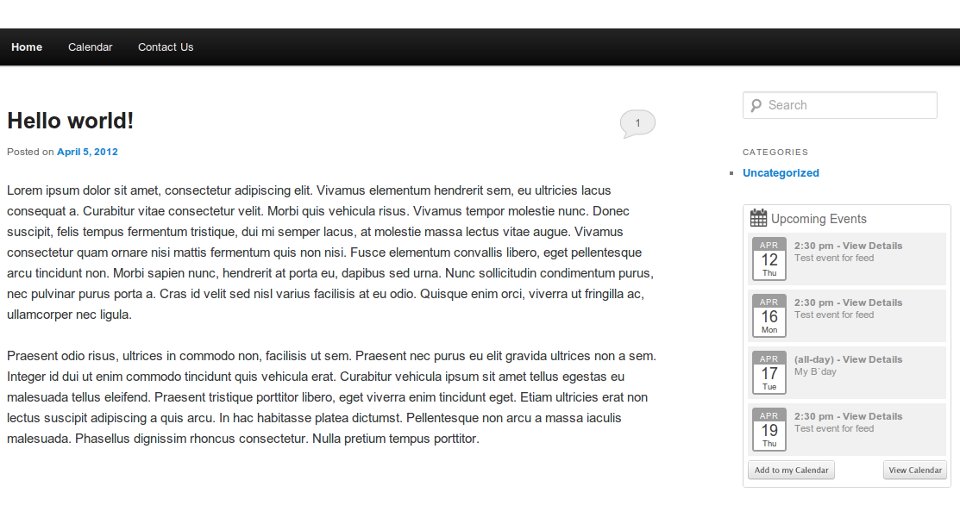 Home Calendar Contact Us
Hello world!
1
Posted on April 5, 2012
Lorem ipsum dolor sit amet, consectetur adipiscing elit. Vivamus elementum hendrerit sem, eu ultricies lacus
consequat a. Curabitur vitae consectetur velit. Morbi quis vehicula risus. Vivamus tempor molestie nunc. Donec
suscipit, felis tempus fermentum tristique, dui mi semper lacus, at molestie massa lectus vitae augue. Vivamus
consectetur quam ornare nisi mattis fermentum quis non nisi. Fusce elementum convallis libero, eget pellentesque
arcu tincidunt non. Morbi sapien nunc, hendrerit at porta eu, dapibus sed urna. Nunc sollicitudin condimentum purus,
nec pulvinar purus porta a. Cras id velit sed nisl varius facilisis at eu odio. Quisque enim orci, viverra ut fringilla ac,
ullamcorper nec ligula.
Praesent odio risus, ultrices in commodo non, facilisis ut sem. Praesent nec purus eu elit gravida ultrices non a sem.
Integer id dui ut enim commodo tincidunt quis vehicula erat. Curabitur vehicula ipsum sit amet tellus egestas eu
malesuada tellus eleifend. Praesent tristique porttitor libero, eget viverra enim tincidunt eget. Etiam ultricies erat non
lectus suscipit adipiscing a quis arcu. In hac habitasse platea dictumst. Pellentesque non arcu a massa iaculis
malesuada. Phasellus dignissim rhoncus consectetur. Nulla pretium tempus porttitor.
Search
CATEGORIES
Uncategorized
Upcoming Events
APR
12
Thu
2:30 pm - View Details
Test event for feed
APR
16
Mon
2:30 pm - View Details
Test event for feed
APR
17
Tue
(all-day) - View Details
My B`day
APR
19
Thu
2:30 pm - View Details
Test event for feed
Add to my Calendar View Calendar